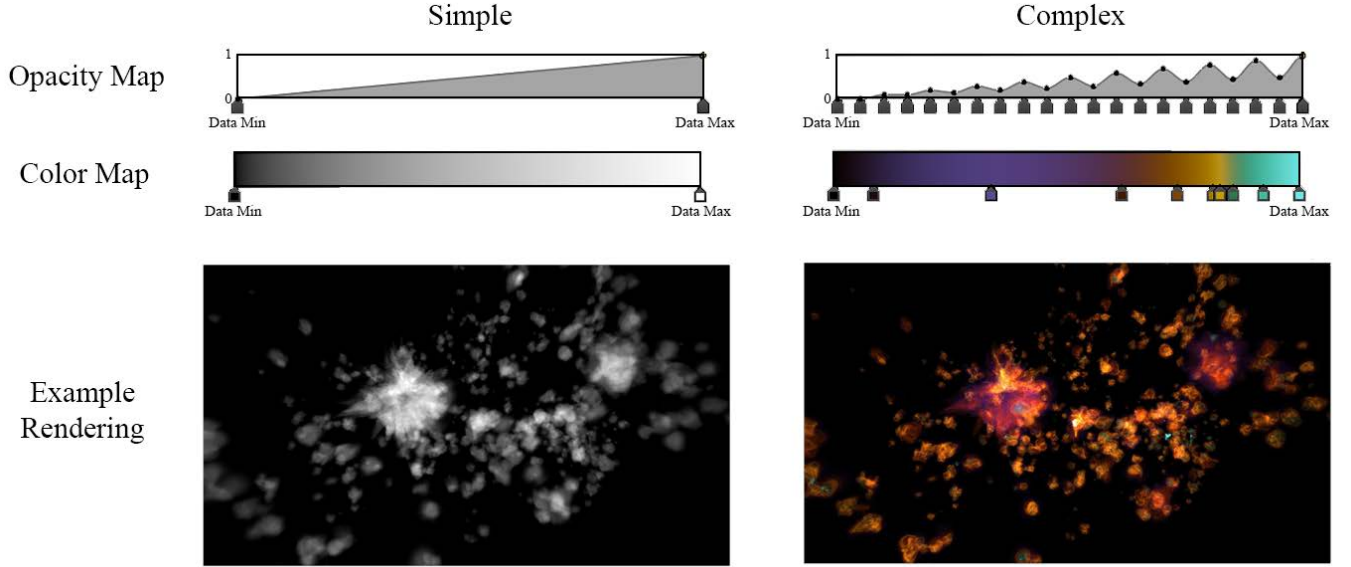 Simple Complex
Opacity Map
1 1
0 0
Data Min Data Max Data Min Data Max
Color Map
Data Min Data Max Data Min Data Max
Example
Rendering